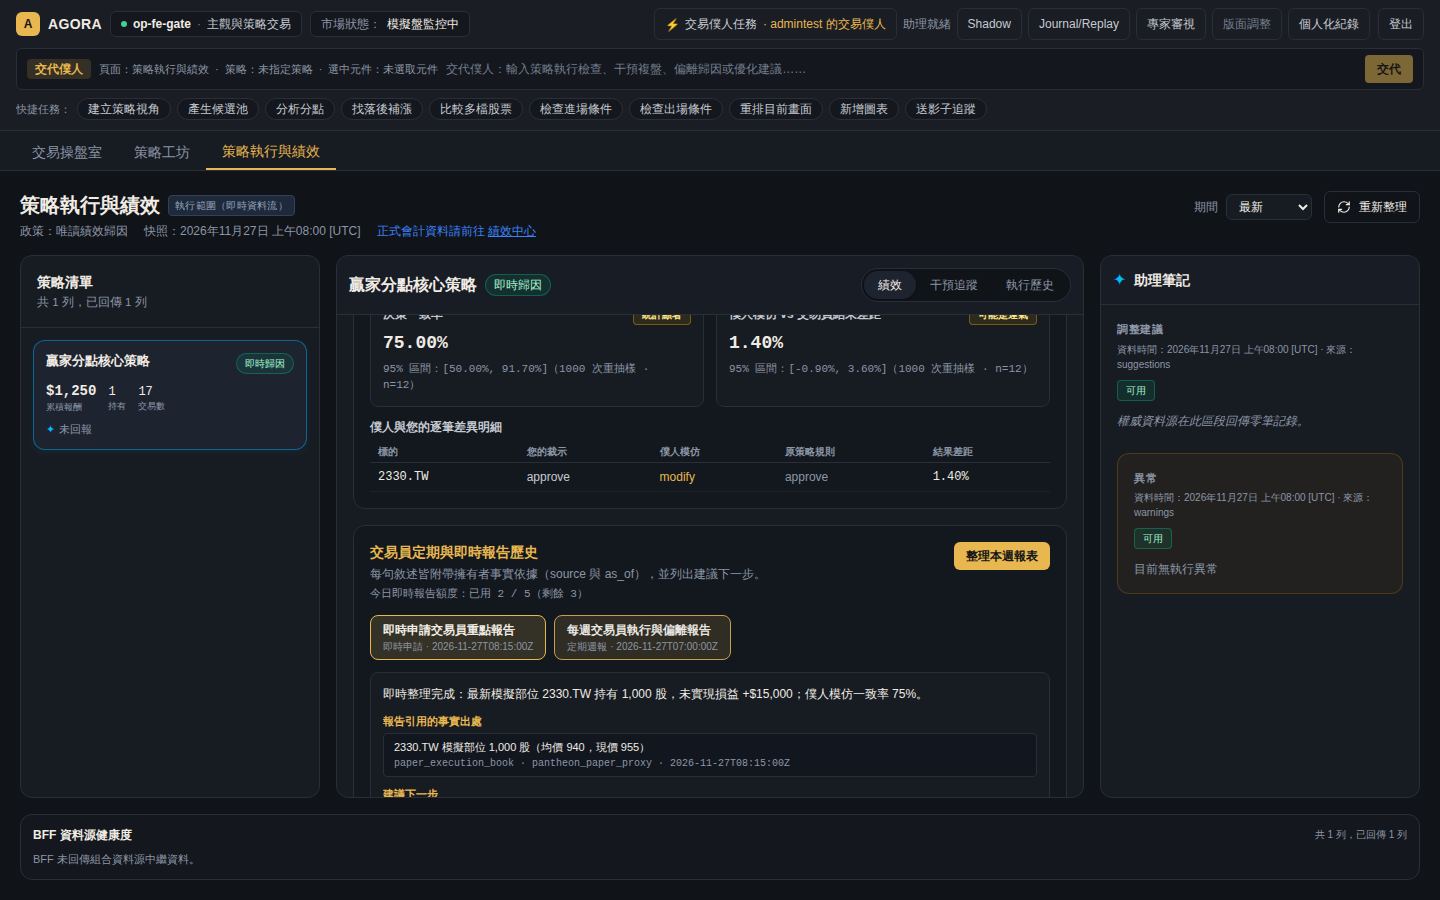 A AGORA op-fe-gate · 主觀與策略交易 市場狀態： 模擬盤監控中 ⚡ 交易僕人任務 · admintest 的交易僕人 助理就緒 Shadow Journal/Replay 專家審視 版面調整 個人化紀錄 登出
交代僕人 頁面：策略執行與績效 · 策略：未指定策略 · 選中元件：未選取元件 交代僕人：輸入策略執行檢查、干預複盤、偏離歸因或優化建議…… 交代
快捷任務： 建立策略視角 產生候選池 分析分點 找落後補漲 比較多檔股票 檢查進場條件 檢查出場條件 重排目前畫面 新增圖表 送影子追蹤
交易操盤室 策略工坊 策略執行與績效
策略執行與績效 執行範圍（即時資料流） 期間 最新 重新整理
政策：唯讀績效歸因 快照：2026年11月27日 上午08:00 [UTC] 正式會計資料請前往 績效中心
策略清單
共 1 列，已回傳 1 列
贏家分點核心策略 即時歸因
$1,250 1 17
累積報酬 持有 交易數
✦ 未回報
贏家分點核心策略 即時歸因 績效 干預追蹤 執行歷史
75.00%
95% 區間：[50.00%, 91.70%]（1000 次重抽樣 ·
n=12）
1.40%
95% 區間：[-0.90%, 3.60%]（1000 次重抽樣 · n=12）
僕人與您的逐筆差異明細
標的 您的裁示 僕人模仿 原策略規則 結果差距
2330.TW approve modify approve 1.40%
交易員定期與即時報告歷史 整理本週報表
每句敘述皆附帶擁有者事實依據（source 與 as_of），並列出建議下一步。
今日即時報告額度：已用 2 / 5（剩餘 3）
即時申請交易員重點報告
即時申請 · 2026-11-27T08:15:00Z
每週交易員執行與偏離報告
定期週報 · 2026-11-27T07:00:00Z
即時整理完成：最新模擬部位 2330.TW 持有 1,000 股，未實現損益 +$15,000；僕人模仿一致率 75%。
報告引用的事實出處
2330.TW 模擬部位 1,000 股（均價 940，現價 955）
paper_execution_book · pantheon_paper_proxy · 2026-11-27T08:15:00Z
建議下一步
✦ 助理筆記
調整建議
資料時間：2026年11月27日 上午08:00 [UTC] · 來源：
suggestions
可用
權威資料源在此區段回傳零筆記錄。
異常
資料時間：2026年11月27日 上午08:00 [UTC] · 來源：
warnings
可用
目前無執行異常
BFF 資料源健康度 共 1 列，已回傳 1 列
BFF 未回傳組合資料源中繼資料。